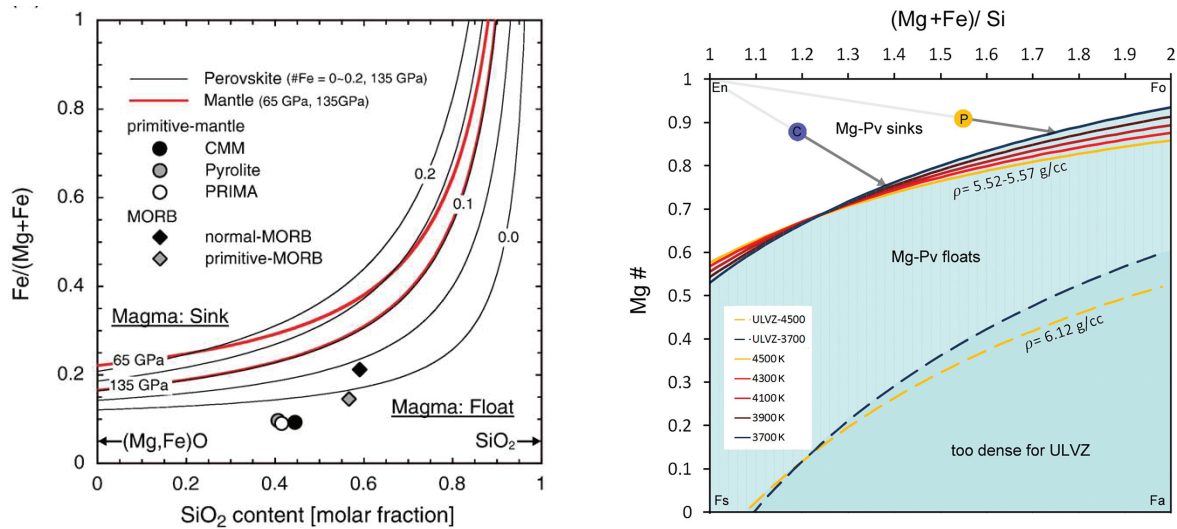 Fe/(Mg+Fe)
1
0.8
0.6
0.4
0.2
0
Perovskite (#Fe = 0~0.2, 135 GPa)
Mantle (65 GPa, 135GPa)
primitive-mantle
CMM
Pyrolite
PRIMA
MORB
normal-MORB
primitive-MORB
0.2
0.1
0.0
Magma: Sink
65 GPa
135 GPa
Magma: Float
(Mg,Fe)O
SiO₂
0 0.2 0.4 0.6 0.8 1
SiO₂ content [molar fraction]
(Mg+Fe)/ Si
1 1.1 1.2 1.3 1.4 1.5 1.6 1.7 1.8 1.9 2
Mg #
1
0.9
0.8
0.7
0.6
0.5
0.4
0.3
0.2
0.1
0
En
Fo
C
P
Mg-Pv sinks
ρ= 5.52-5.57 g/cc
Mg-Pv floats
ULVZ-4500
ULVZ-3700
4500 K
4300 K
4100 K
3900 K
3700 K
ρ= 6.12 g/cc
too dense for ULVZ
Fs
Fa